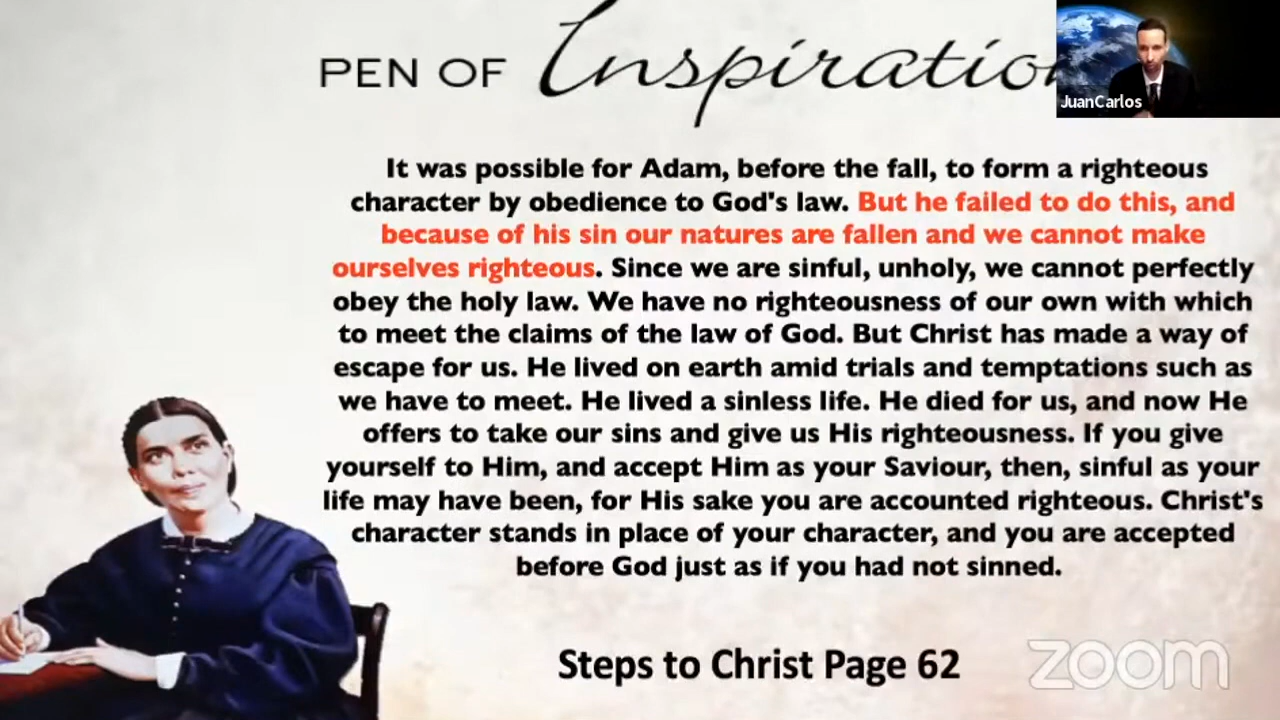 PEN OF Inspiration
JuanCarlos
It was possible for Adam, before the fall, to form a righteous
character by obedience to God's law. But he failed to do this, and
because of his sin our natures are fallen and we cannot make
ourselves righteous. Since we are sinful, unholy, we cannot perfectly
obey the holy law. We have no righteousness of our own with which
to meet the claims of the law of God. But Christ has made a way of
escape for us. He lived on earth amid trials and temptations such as
we have to meet. He lived a sinless life. He died for us, and now He
offers to take our sins and give us His righteousness. If you give
yourself to Him, and accept Him as your Saviour, then, sinful as your
life may have been, for His sake you are accounted righteous. Christ's
character stands in place of your character, and you are accepted
before God just as if you had not sinned.
Steps to Christ Page 62
zoom